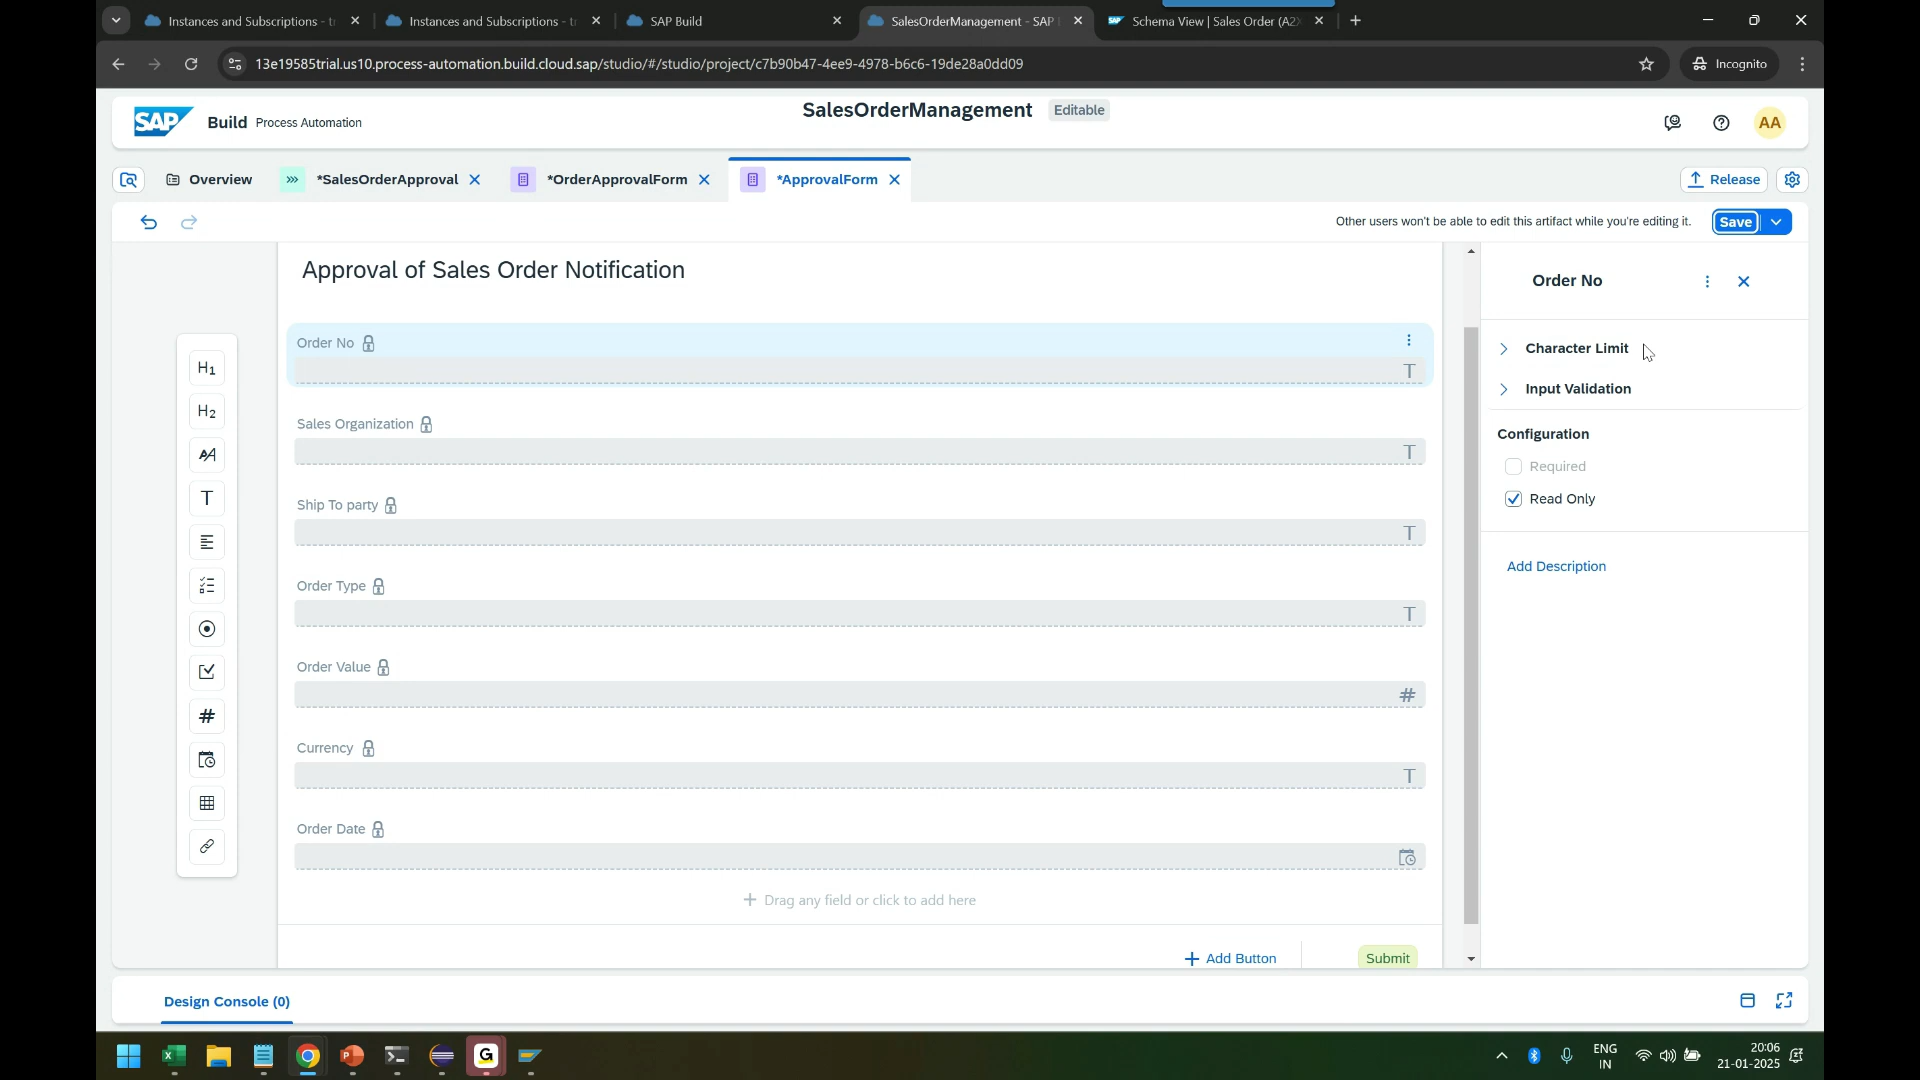 Instances and Subscriptions - tr
Instances and Subscriptions - tr
SAP Build
SalesOrderManagement - SAP
Schema View | Sales Order (A2X
13e19585trial.us10.process-automation.build.cloud.sap/studio/#/studio/project/c7b90b47-4ee9-4978-b6c6-19de28a0dd09
Incognito
SAP
Build Process Automation
SalesOrderManagement
Editable
AA
Overview
*SalesOrderApproval
*OrderApprovalForm
*ApprovalForm
Release
Other users won't be able to edit this artifact while you're editing it.
Save
Approval of Sales Order Notification
Order No
Sales Organization
Ship To party
Order Type
Order Value
Currency
Order Date
+ Drag any field or click to add here
+ Add Button
Submit
H1
H2
T
#
Order No
Character Limit
Input Validation
Configuration
Required
Read Only
Add Description
Design Console (0)
ENG
IN
20:06
21-01-2025